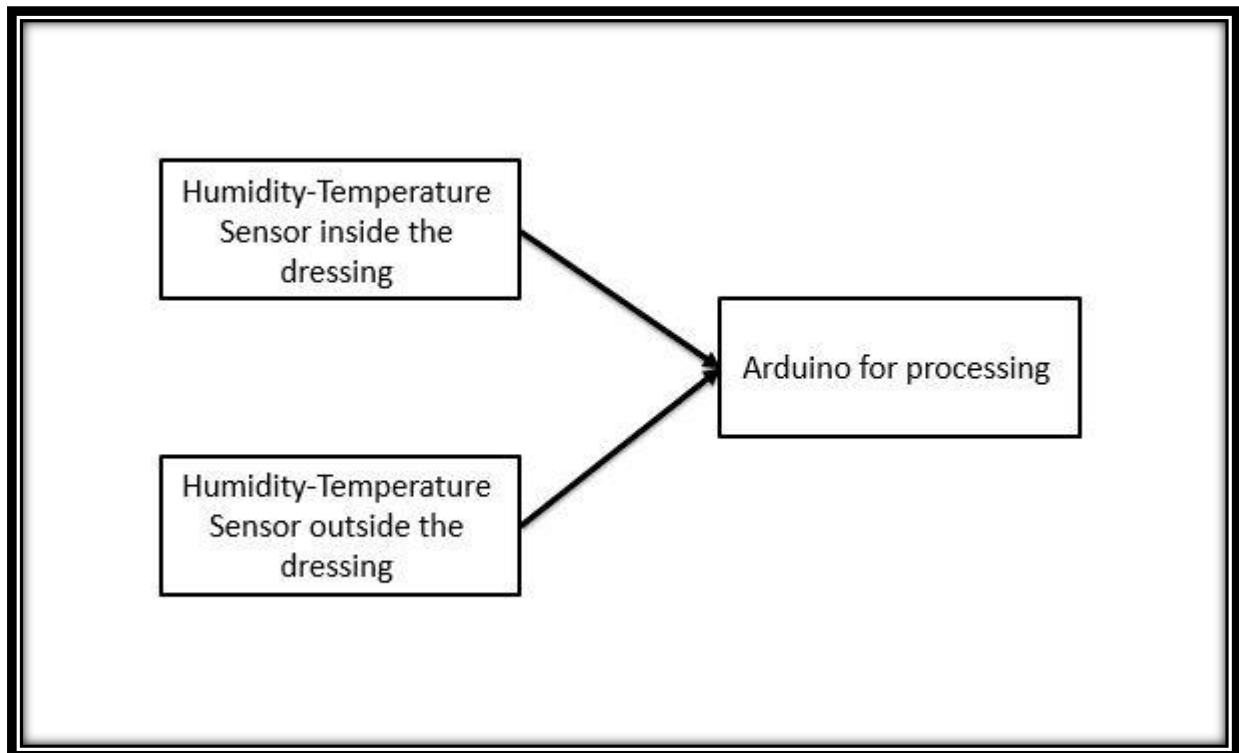 Humidity-Temperature
Sensor inside the
dressing
Arduino for processing
Humidity-Temperature
Sensor outside the
dressing